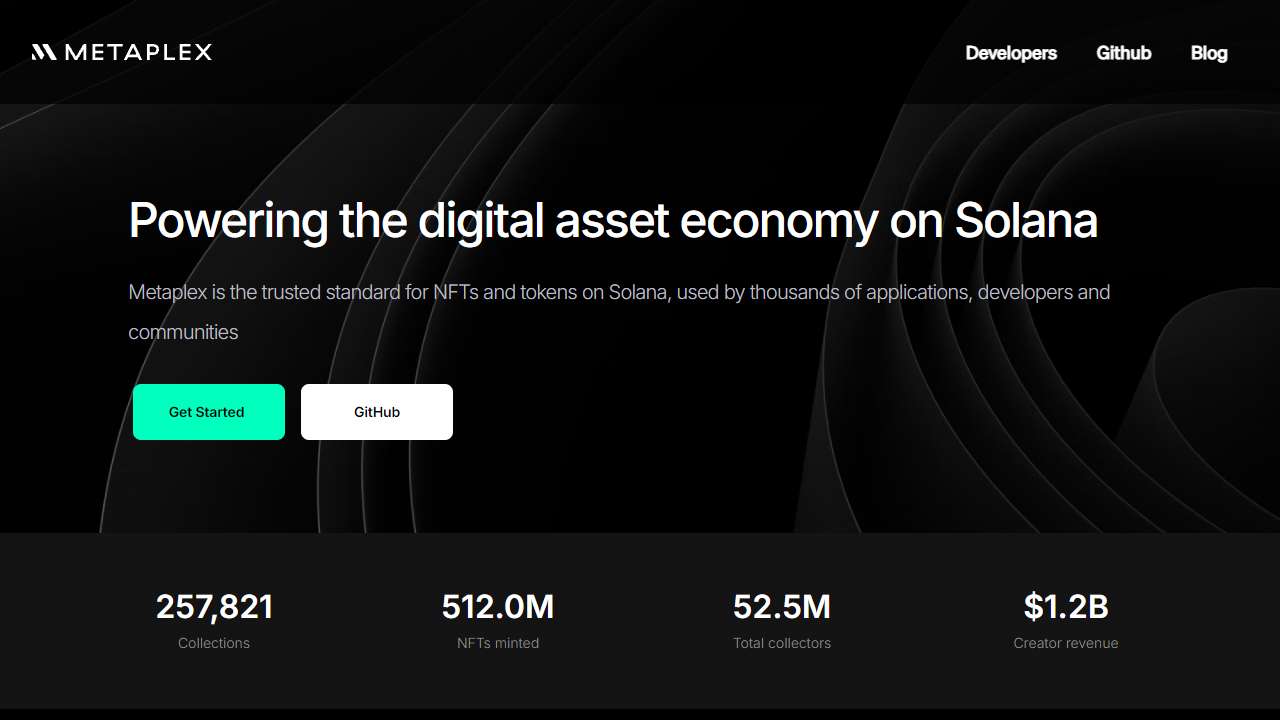 METAPLEX
Developers
Github
Blog
Powering the digital asset economy on Solana
Metaplex is the trusted standard for NFTs and tokens on Solana, used by thousands of applications, developers and
communities
Get Started
GitHub
257,821
Collections
512.0M
NFTs minted
52.5M
Total collectors
$1.2B
Creator revenue